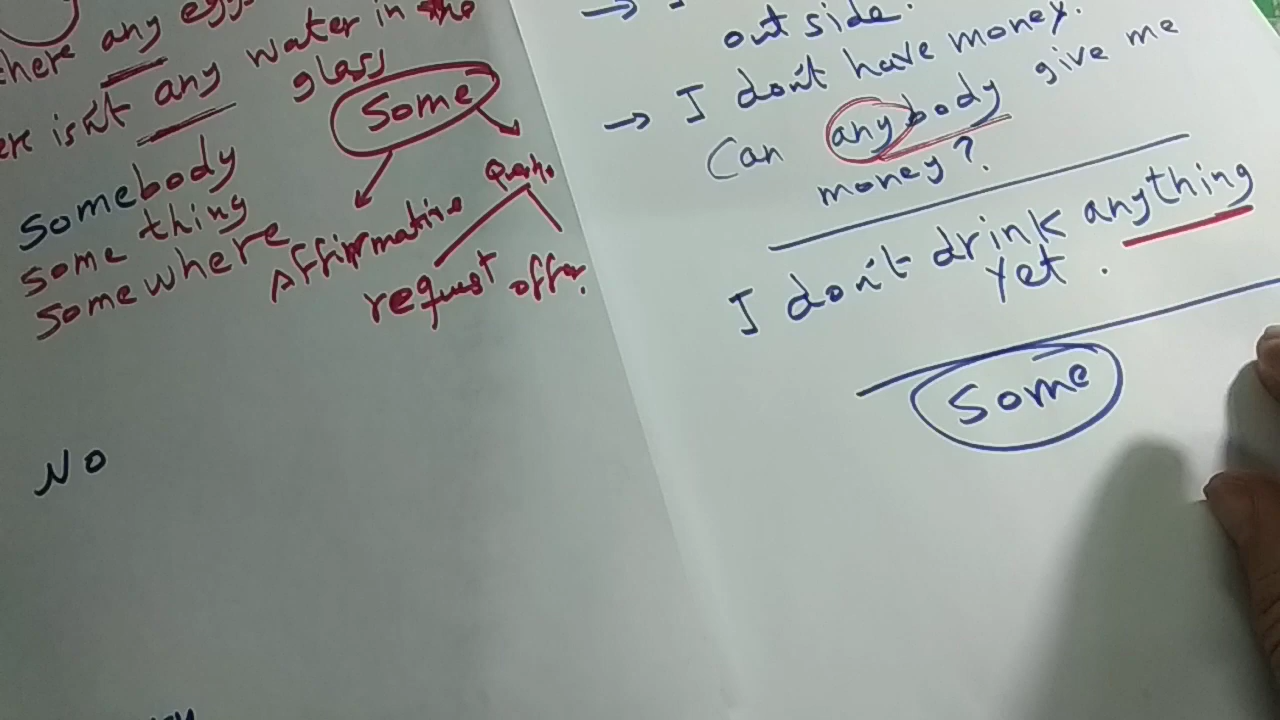 there any eggs
ere isn't any water in the
glass
Some
Somebody
some thing
Somewhere
Affirmative
request offer.
NO
→
out side.
→ I don't have money.
Can anybody give me
money?
I don't drink anything
yet.
Some